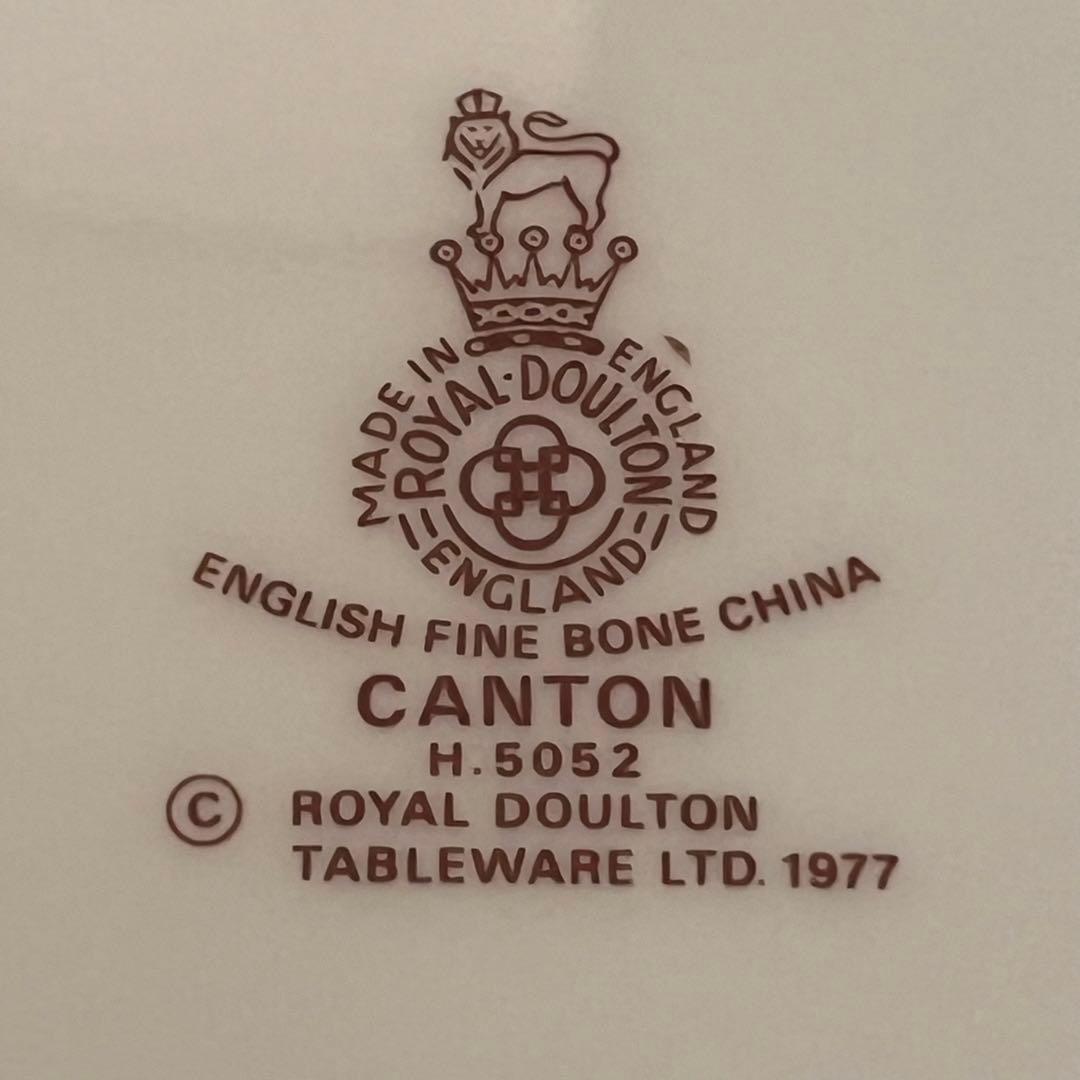 MADE IN ENGLAND
ROYAL·DOULTON
ENGLAND
ENGLISH FINE BONE CHINA
CANTON
H.5052
© ROYAL DOULTON
TABLEWARE LTD. 1977